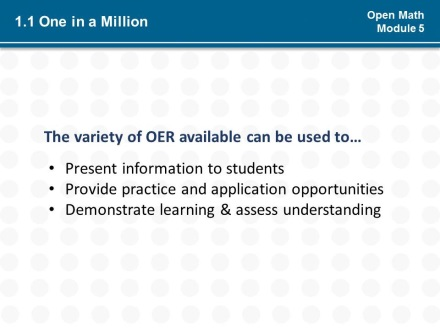 1.1 One in a Million
Open Math
Module 5
The variety of OER available can be used to…
• Present information to students
• Provide practice and application opportunities
• Demonstrate learning & assess understanding